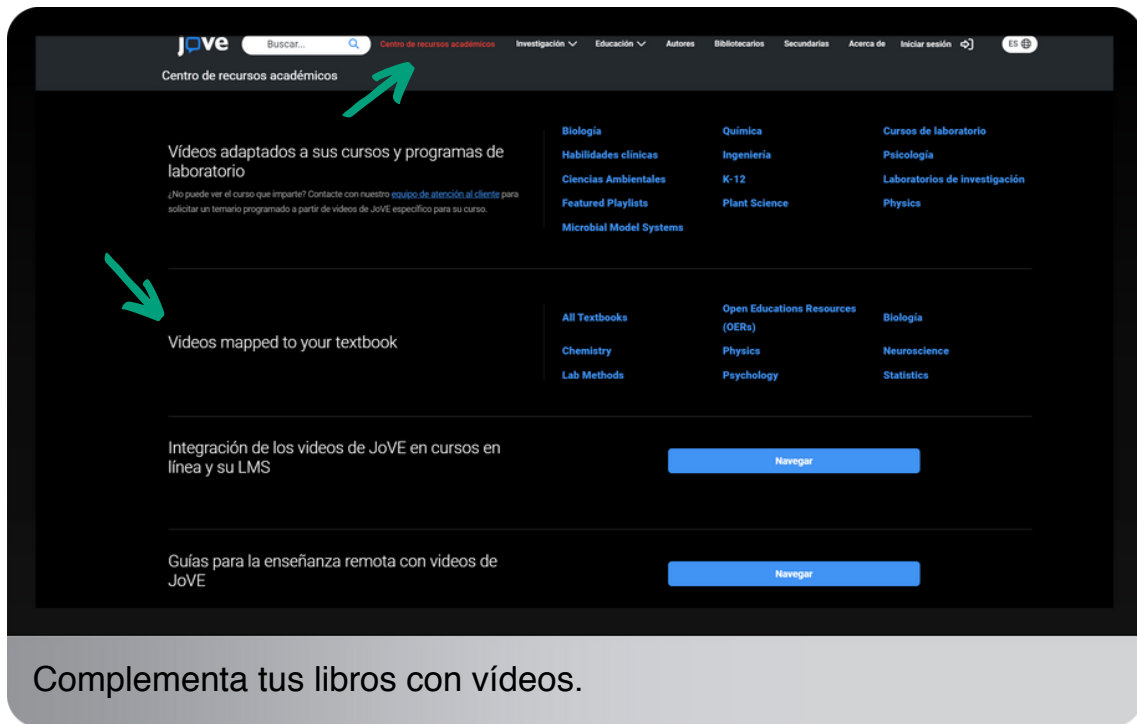 jove
Buscar...
Centro de recursos académicos
Investigación
Educación
Autores
Bibliotecarios
Secundarias
Acerca de
Iniciar sesión
ES
Centro de recursos académicos
Vídeos adaptados a sus cursos y programas de
laboratorio
¿No puede ver el curso que imparte? Contacte con nuestro equipo de atención al cliente para
solicitar un temario programado a partir de videos de JoVE específico para su curso.
Biología
Química
Cursos de laboratorio
Habilidades clínicas
Ingeniería
Psicología
Ciencias Ambientales
K-12
Laboratorios de investigación
Featured Playlists
Plant Science
Physics
Microbial Model Systems
Videos mapped to your textbook
All Textbooks
Open Educations Resources
(OERs)
Biología
Chemistry
Physics
Neuroscience
Lab Methods
Psychology
Statistics
Integración de los videos de JoVE en cursos en
línea y su LMS
Navegar
Guías para la enseñanza remota con videos de
JoVE
Navegar
Complementa tus libros con vídeos.